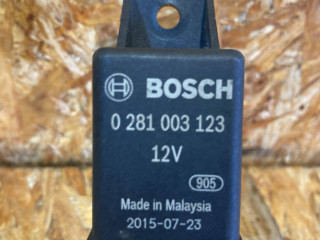 BOSCH
0 281 003 123
12V
905
Made in Malaysia
2015-07-23